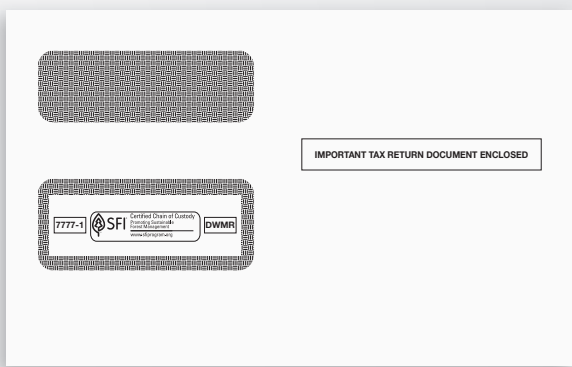 IMPORTANT TAX RETURN DOCUMENT ENCLOSED
7777-1
SFI
Certified Chain of Custody
Promoting Sustainable
Forest Management
www.sfiprogram.org
DWMR